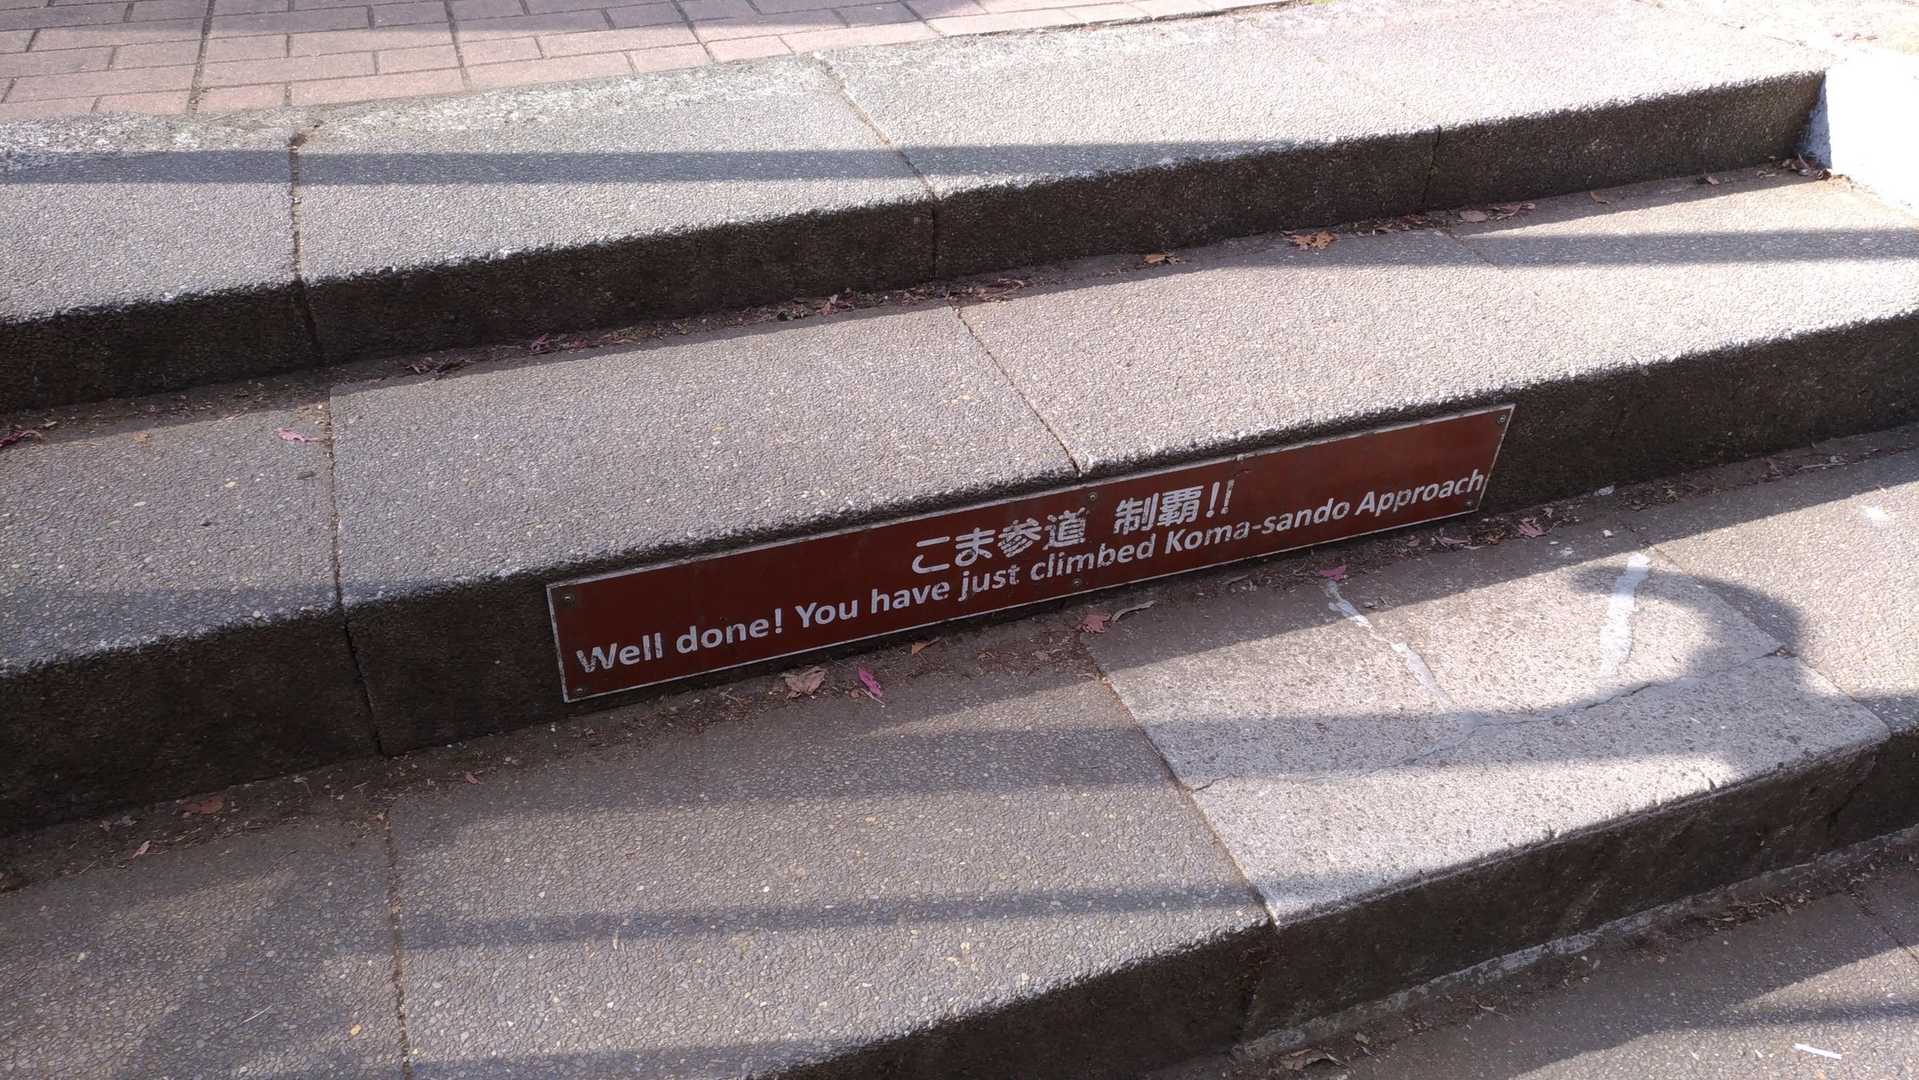 こま参道 制覇!!
Well done! You have just climbed Koma-sando Approach